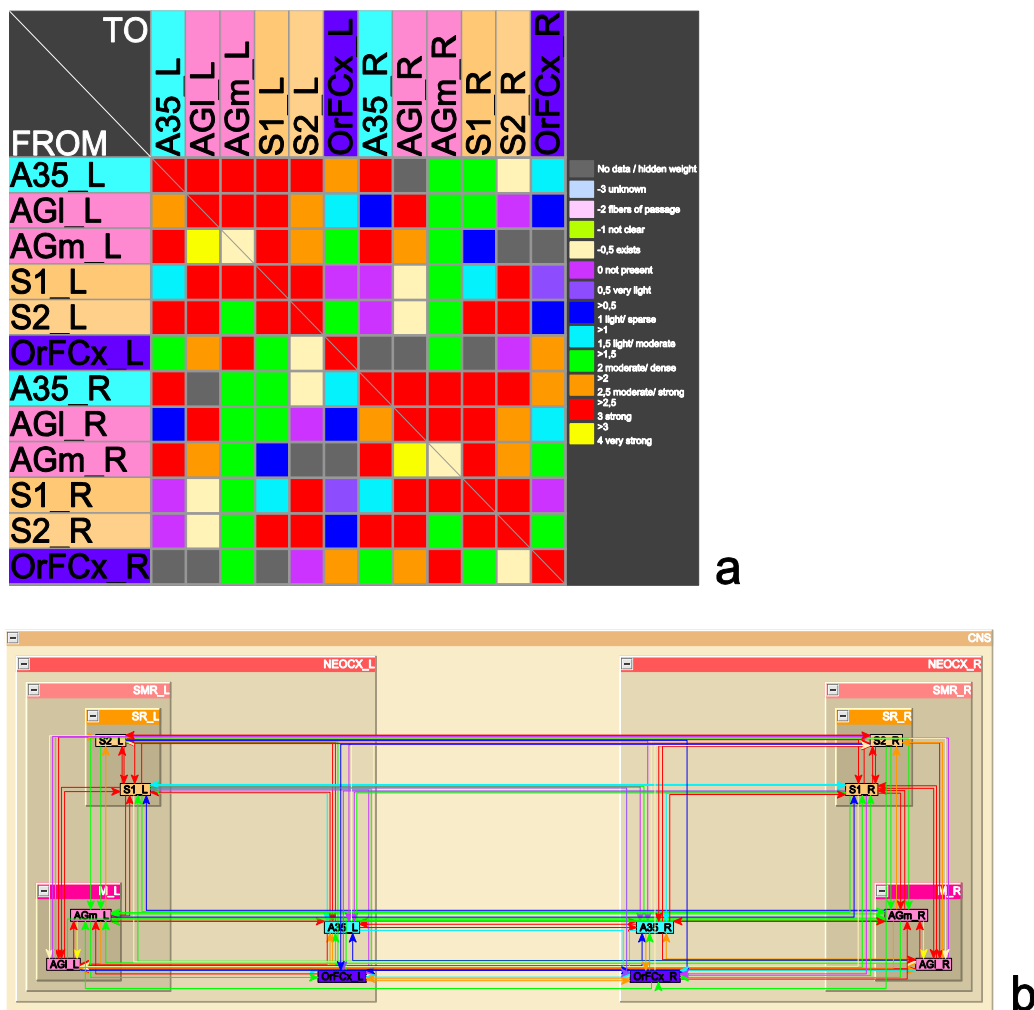 TO
FROM
A35_L
AGl_L
AGm_L
S1_L
S2_L
OrFCx_L
A35_R
AGl_R
AGm_R
S1_R
S2_R
OrFCx_R
A35_L
AGl_L
AGm_L
S1_L
S2_L
OrFCx_L
A35_R
AGl_R
AGm_R
S1_R
S2_R
OrFCx_R
No data / hidden weight
-3 unknown
-2 fibers of passage
-1 not clear
-0,5 exists
0 not present
0,5 very light
>0,5
1 light/ sparse
>1
1,5 light/moderate
>1,5
2 moderate/ dense
>2
2,5 moderate/ strong
>2,5
3 strong
>3
4 very strong
a
CNS
NEOCX_L
NEOCX_R
SMR_L
SMR_R
SR_L
SR_R
S2_L
S2_R
S1_L
S1_R
M_L
M_R
AGm_L
AGm_R
A35_L
A35_R
AGl_L
AGl_R
OrFCx_L
OrFCx_R
b